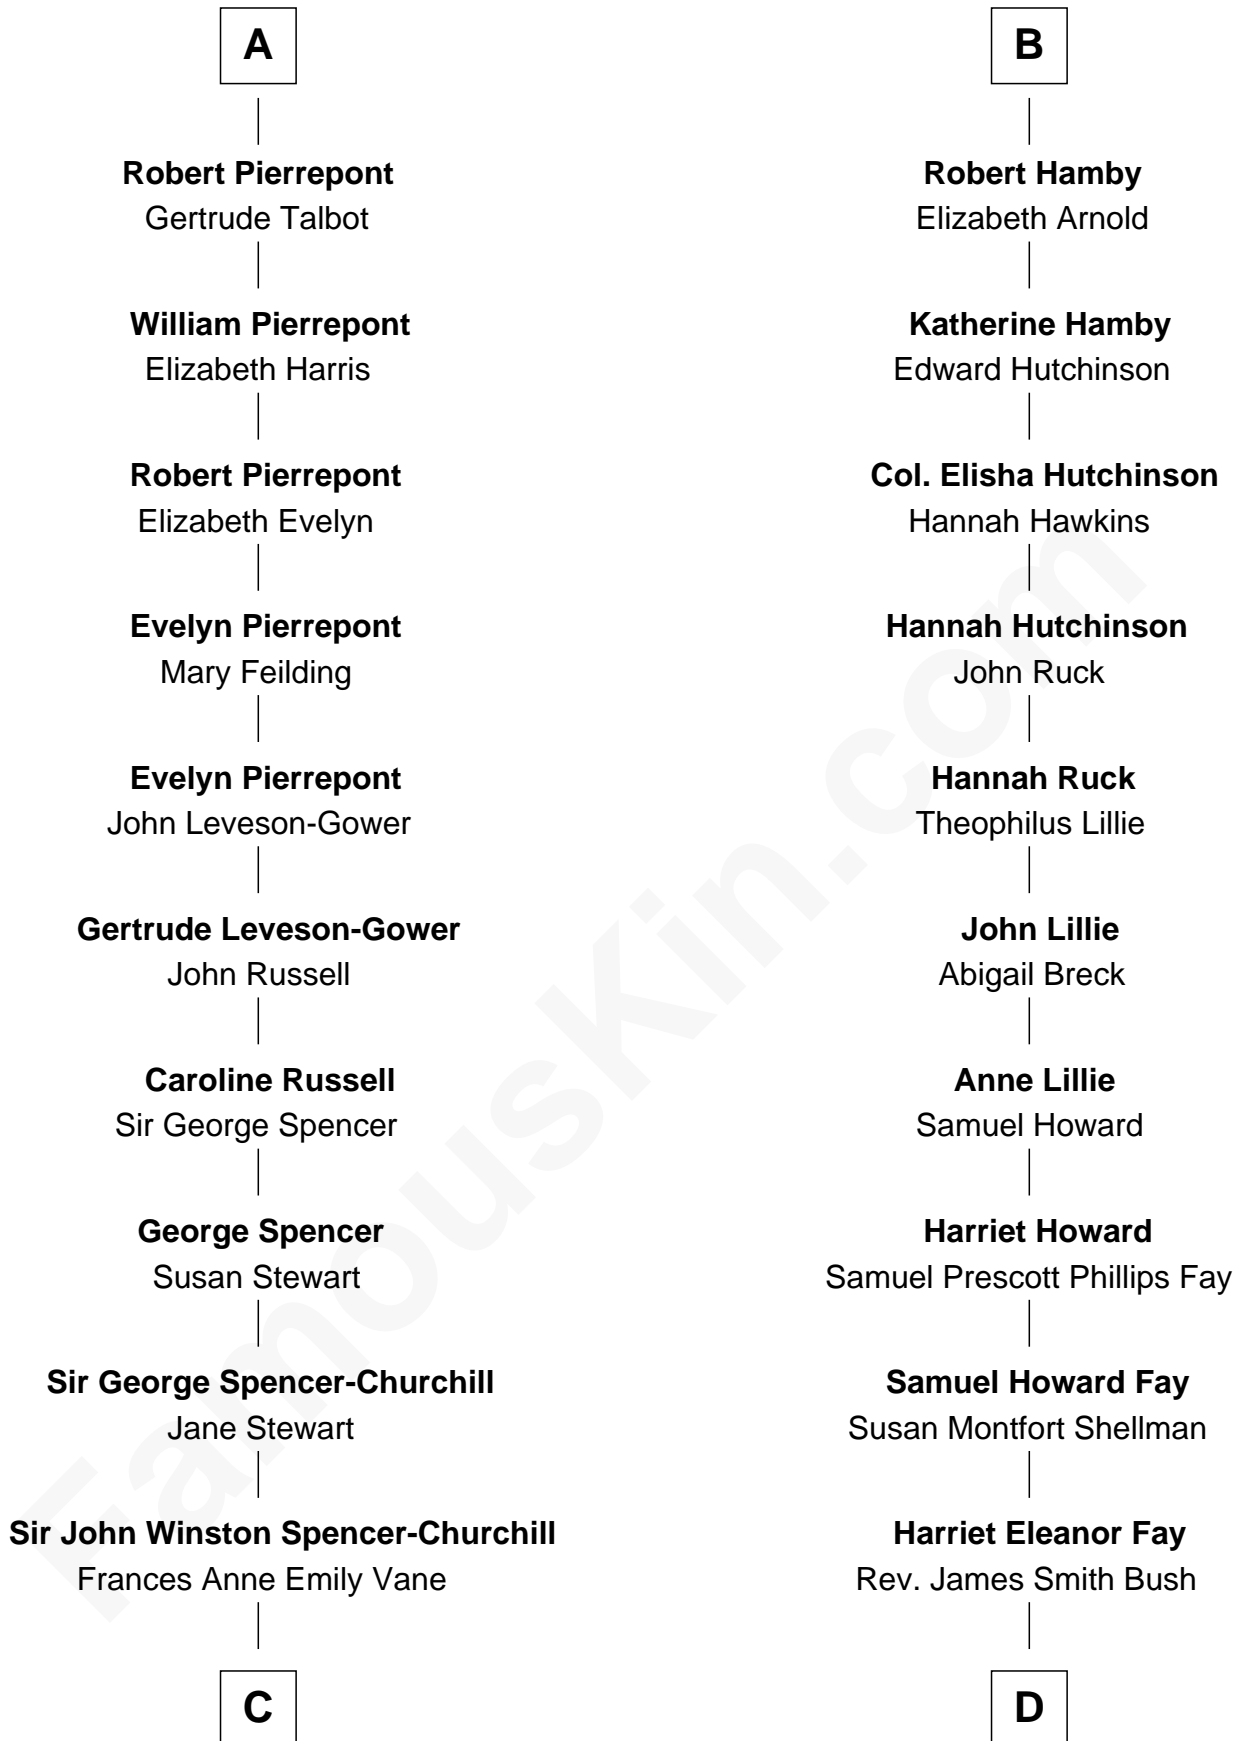 A
Robert Pierrepont
Gertrude Talbot
William Pierrepont
Elizabeth Harris
Robert Pierrepont
Elizabeth Evelyn
Evelyn Pierrepont
Mary Feilding
Evelyn Pierrepont
John Leveson-Gower
Gertrude Leveson-Gower
John Russell
Caroline Russell
Sir George Spencer
George Spencer
Susan Stewart
Sir George Spencer-Churchill
Jane Stewart
Sir John Winston Spencer-Churchill
Frances Anne Emily Vane
C
B
Robert Hamby
Elizabeth Arnold
Katherine Hamby
Edward Hutchinson
Col. Elisha Hutchinson
Hannah Hawkins
Hannah Hutchinson
John Ruck
Hannah Ruck
Theophilus Lillie
John Lillie
Abigail Breck
Anne Lillie
Samuel Howard
Harriet Howard
Samuel Prescott Phillips Fay
Samuel Howard Fay
Susan Montfort Shellman
Harriet Eleanor Fay
Rev. James Smith Bush
D
FamousKin.com